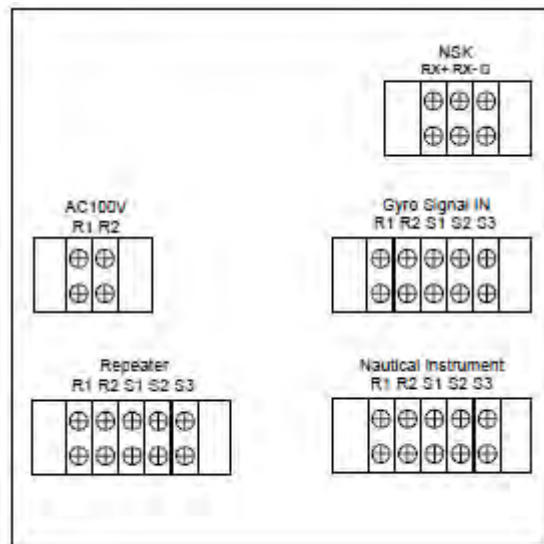 NSK
RX+ RX- G
AC100V
R1 R2
Gyro Signal IN
R1 R2 S1 S2 S3
Repeater
R1 R2 S1 S2 S3
Nautical Instrument
R1 R2 S1 S2 S3